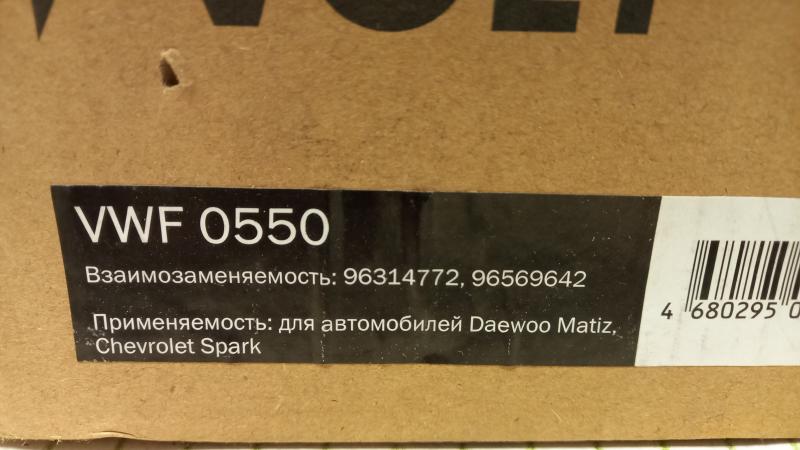 VWF 0550
Взаимозаменяемость: 96314772, 96569642
Применяемость: для автомобилей Daewoo Matiz,
Chevrolet Spark
4 680295 0